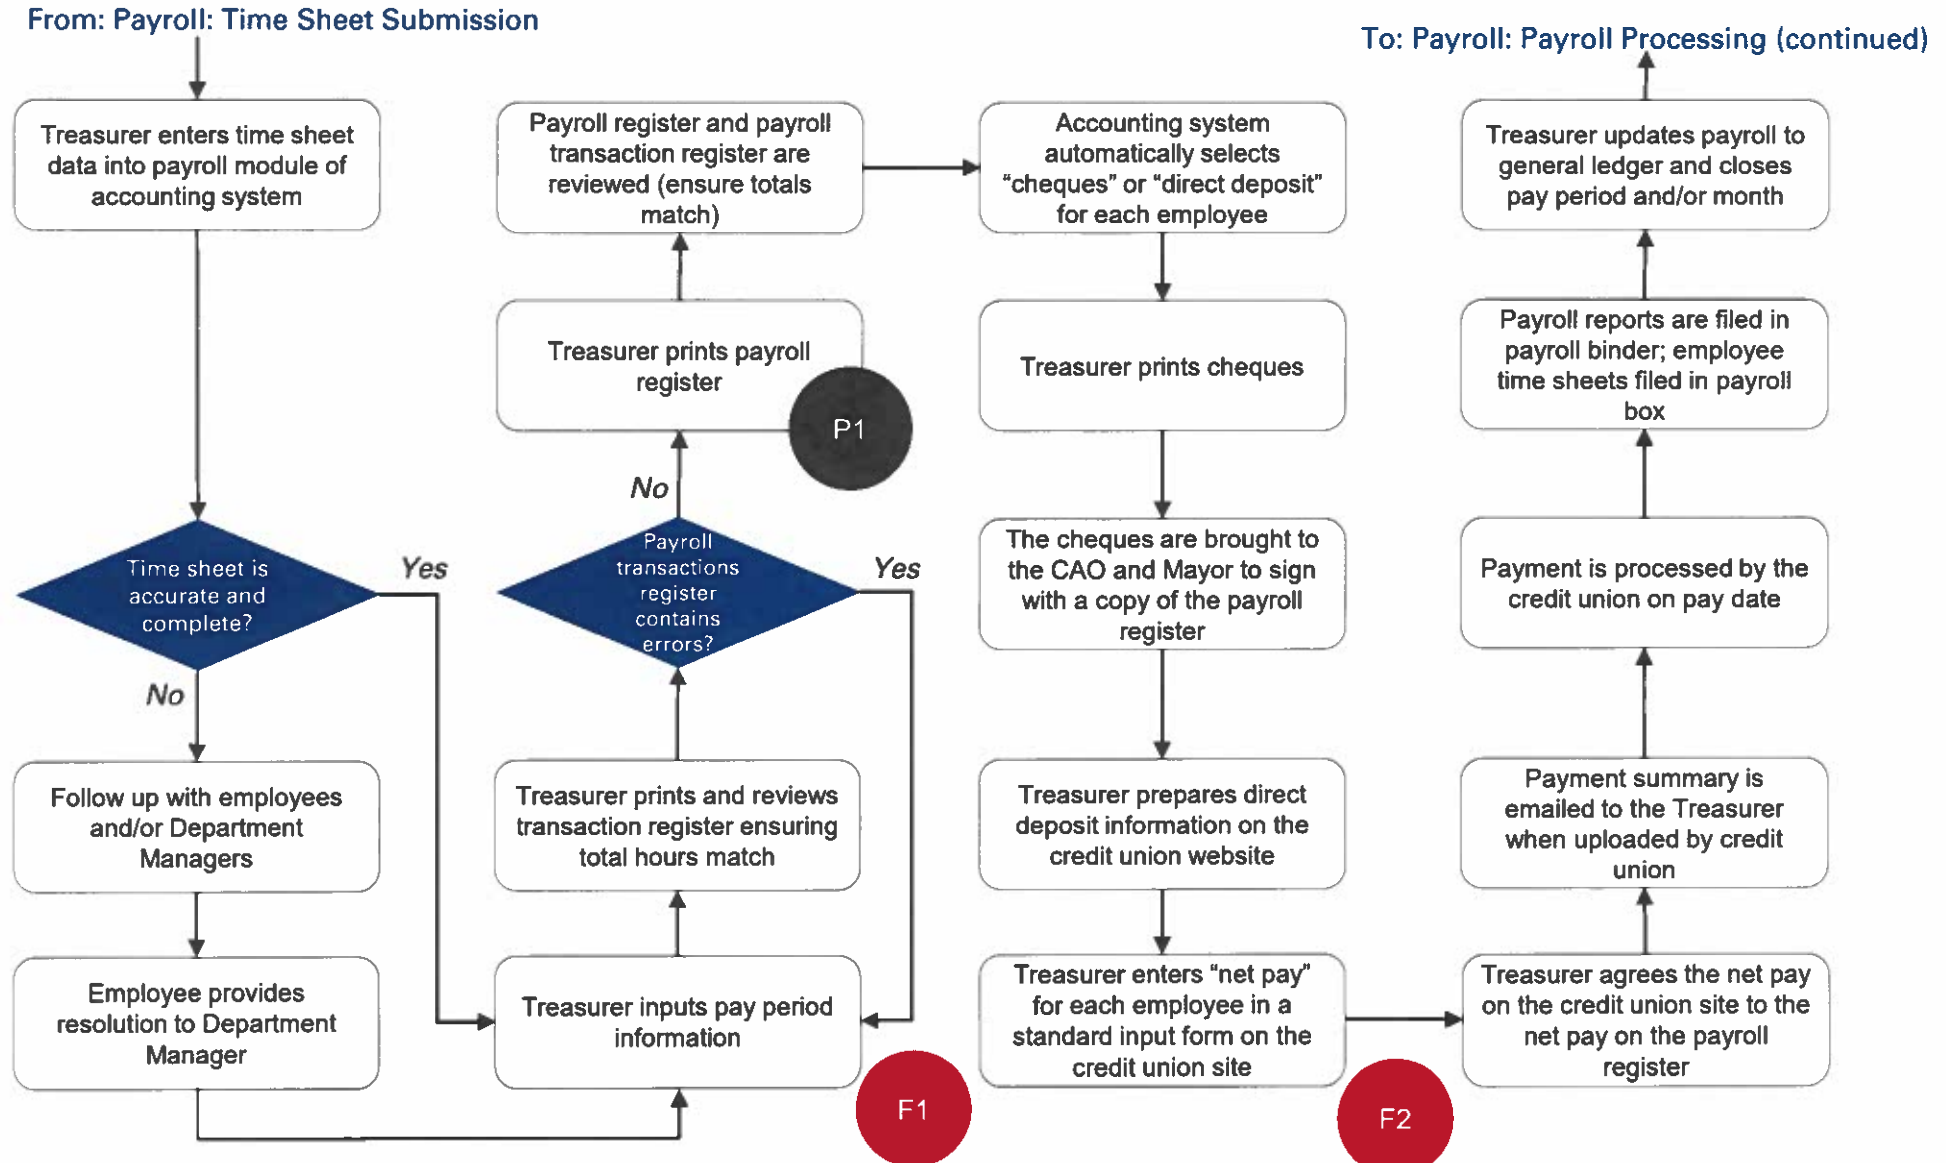 From: Payroll: Time Sheet Submission
To: Payroll: Payroll Processing (continued)
Treasurer enters time sheet
data into payroll module of
accounting system
Time sheet is
accurate and
complete?
Yes
No
Follow up with employees
and/or Department
Managers
Employee provides
resolution to Department
Manager
Payroll register and payroll
transaction register are
reviewed (ensure totals
match)
Treasurer prints payroll
register
P1
No
Payroll
transactions
register
contains
errors?
Yes
Treasurer prints and reviews
transaction register ensuring
total hours match
Treasurer inputs pay period
information
F1
Accounting system
automatically selects
“cheques” or “direct deposit”
for each employee
Treasurer prints cheques
The cheques are brought to
the CAO and Mayor to sign
with a copy of the payroll
register
Treasurer prepares direct
deposit information on the
credit union website
Treasurer enters “net pay”
for each employee in a
standard input form on the
credit union site
F2
Treasurer updates payroll to
general ledger and closes
pay period and/or month
Payroll reports are filed in
payroll binder; employee
time sheets filed in payroll
box
Payment is processed by the
credit union on pay date
Payment summary is
emailed to the Treasurer
when uploaded by credit
union
Treasurer agrees the net pay
on the credit union site to the
net pay on the payroll
register